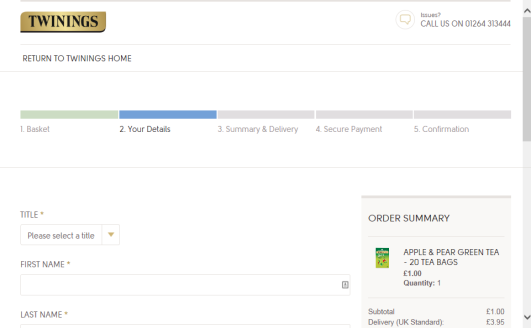 TWININGS
Issues?
CALL US ON 01264 313444
RETURN TO TWININGS HOME
1. Basket
2. Your Details
3. Summary & Delivery
4. Secure Payment
5. Confirmation
TITLE *
Please select a title
FIRST NAME *
LAST NAME *
ORDER SUMMARY
APPLE & PEAR GREEN TEA
- 20 TEA BAGS
£1.00
Quantity: 1
Subtotal £1.00
Delivery (UK Standard): £3.95